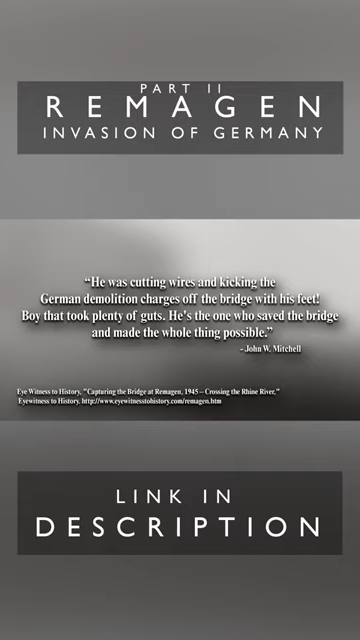 PART II
REMAGEN
INVASION OF GERMANY
“He was cutting wires and kicking the
German demolition charges off the bridge with his feet!
Boy that took plenty of guts. He's the one who saved the bridge
and made the whole thing possible.”
- John W. Mitchell
Eye Witness to History, "Capturing the Bridge at Remagen, 1945 – Crossing the Rhine River,"
Eyewitness to History, http://www.eyewitnesstohistory.com/remagen.htm
LINK IN
DESCRIPTION